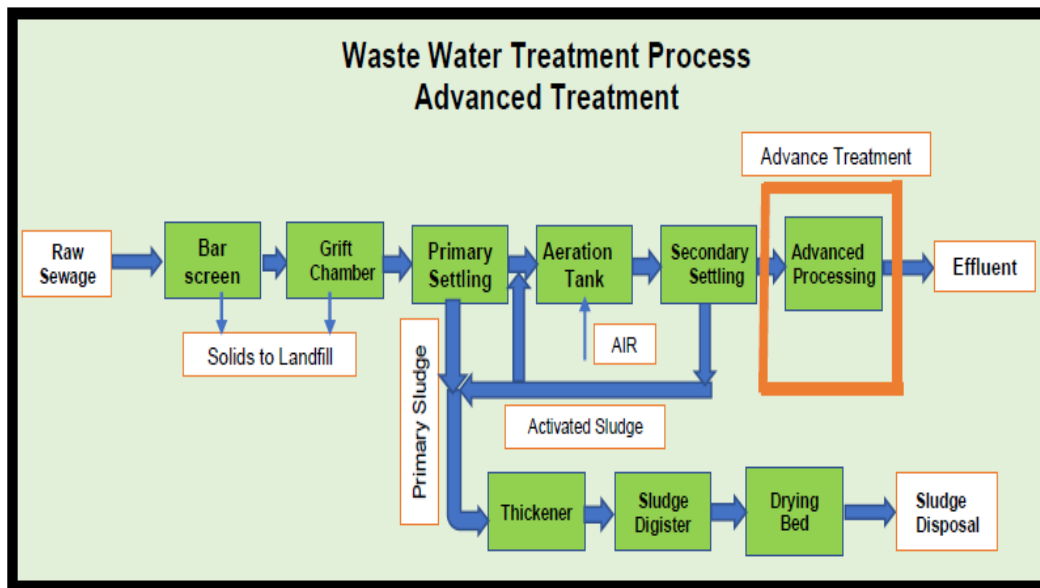 Waste Water Treatment Process
Advanced Treatment
Advance Treatment
Raw
Sewage
Bar
screen
Grift
Chamber
Primary
Settling
Aeration
Tank
Secondary
Settling
Advanced
Processing
Effluent
Solids to Landfill
AIR
Primary Sludge
Activated Sludge
Thickener
Sludge
Digister
Drying
Bed
Sludge
Disposal